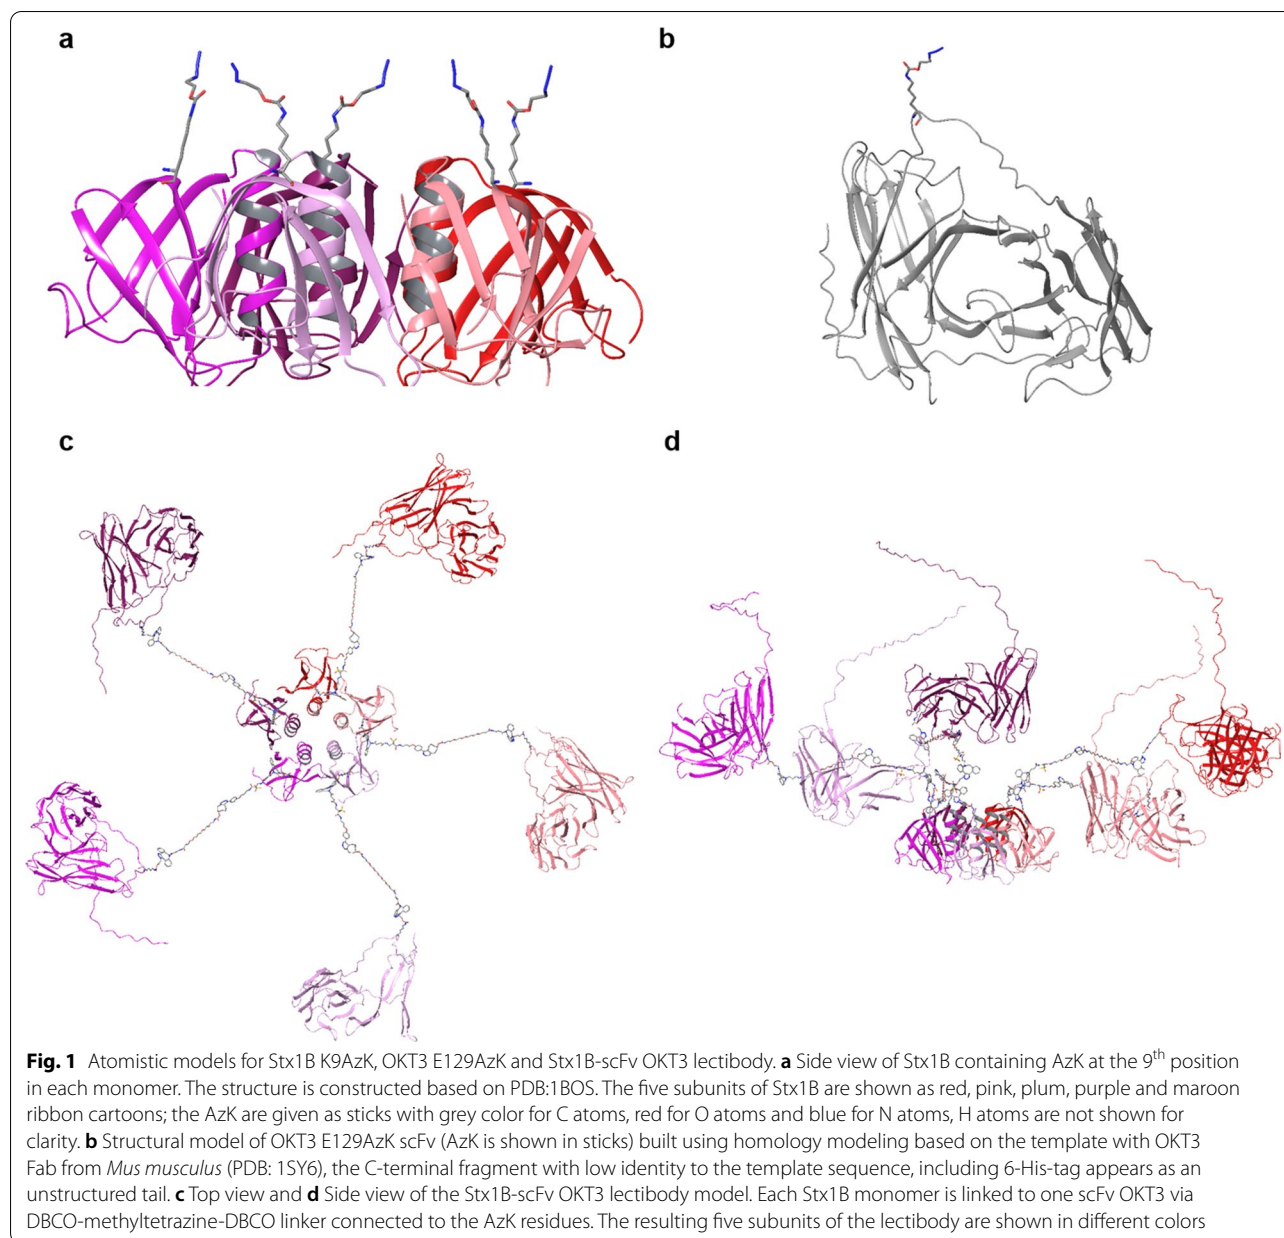 a
b
c
d
Fig. 1 Atomistic models for Stx1B K9AzK, OKT3 E129AzK and Stx1B-scFv OKT3 lectibody. a Side view of Stx1B containing AzK at the 9th position
in each monomer. The structure is constructed based on PDB:1BOS. The five subunits of Stx1B are shown as red, pink, plum, purple and maroon
ribbon cartoons; the AzK are given as sticks with grey color for C atoms, red for O atoms and blue for N atoms, H atoms are not shown for
clarity. b Structural model of OKT3 E129AzK scFv (AzK is shown in sticks) built using homology modeling based on the template with OKT3
Fab from Mus musculus (PDB: 1SY6), the C-terminal fragment with low identity to the template sequence, including 6-His-tag appears as an
unstructured tail. c Top view and d Side view of the Stx1B-scFv OKT3 lectibody model. Each Stx1B monomer is linked to one scFv OKT3 via
DBCO-methyltetrazine-DBCO linker connected to the AzK residues. The resulting five subunits of the lectibody are shown in different colors